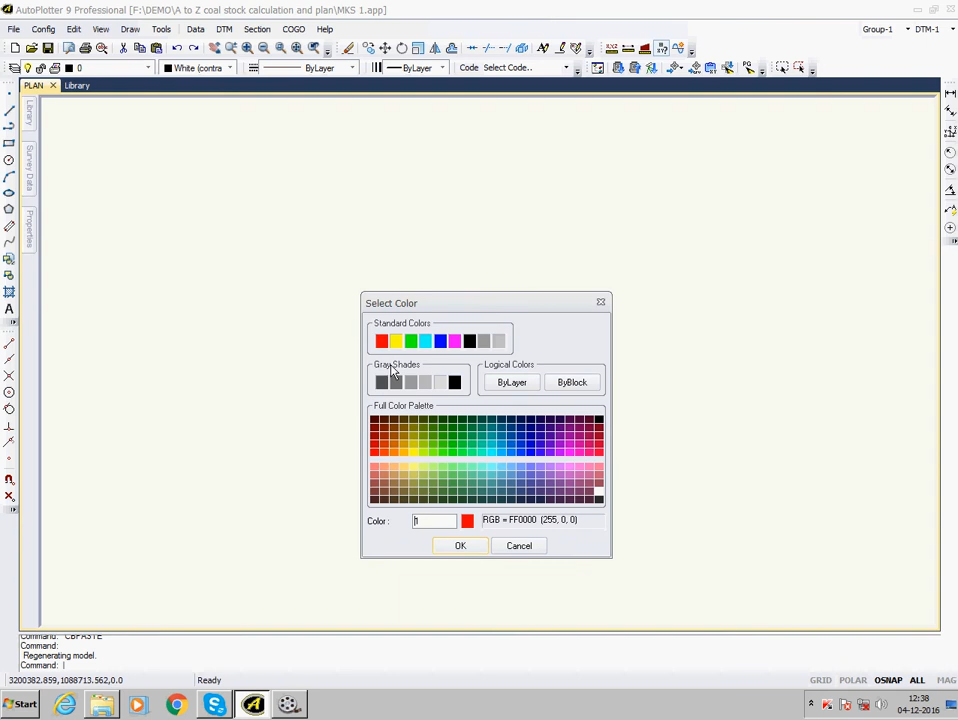 AutoPlotter 9 Professional [F:\DEMO\A to Z coal stock calculation and plan\MKS 1.app]
File Config Edit View Draw Tools Data DTM Section COGO Help Group-1 DTM-1
0 White (contra ByLayer ByLayer Code Select Code..
PLAN Library
Library
Survey Data
Properties
Select Color
Standard Colors
Gray Shades Logical Colors
ByLayer ByBlock
Full Color Palette
Color : 1 RGB = FF0000 (255, 0, 0)
OK Cancel
Command: CBPASTE
Command:
Regenerating model.
Command:
3200382.859,1088713.562,0.0 Ready GRID POLAR OSNAP ALL MAG
Start 12:38
04-12-2016